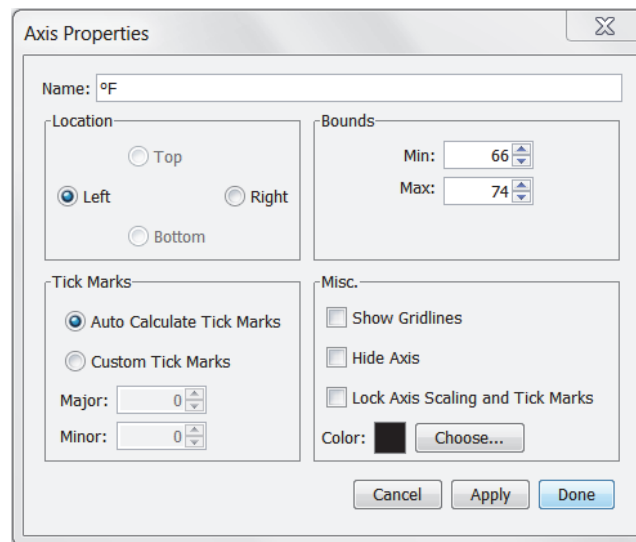 Axis Properties
Name: ºF
Location
Top
Left
Right
Bottom
Bounds
Min: 66
Max: 74
Tick Marks
Auto Calculate Tick Marks
Custom Tick Marks
Major: 0
Minor: 0
Misc.
Show Gridlines
Hide Axis
Lock Axis Scaling and Tick Marks
Color: Choose...
Cancel Apply Done